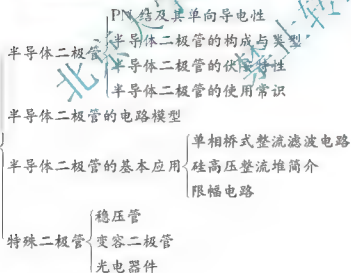 PN结及其单向导电性
半导体二极管的构成与类型
半导体二极管
半导体二极管的伏安特性
半导体二极管的使用常识
半导体二极管的电路模型
单相桥式整流滤波电路
半导体二极管的基本应用
硅高压整流堆简介
限幅电路
稳压管
特殊二极管
变容二极管
光电器件